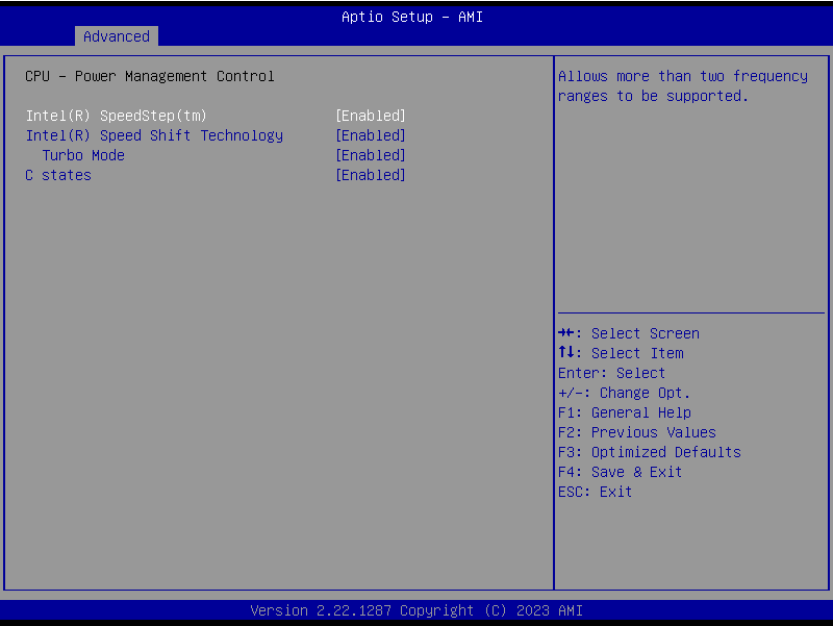 Aptio Setup - AMI
Advanced
CPU - Power Management Control
Intel(R) SpeedStep(tm) [Enabled]
Intel(R) Speed Shift Technology [Enabled]
Turbo Mode [Enabled]
C states [Enabled]
Allows more than two frequency
ranges to be supported.
→←: Select Screen
↑↓: Select Item
Enter: Select
+/-: Change Opt.
F1: General Help
F2: Previous Values
F3: Optimized Defaults
F4: Save & Exit
ESC: Exit
Version 2.22.1287 Copyright (C) 2023 AMI